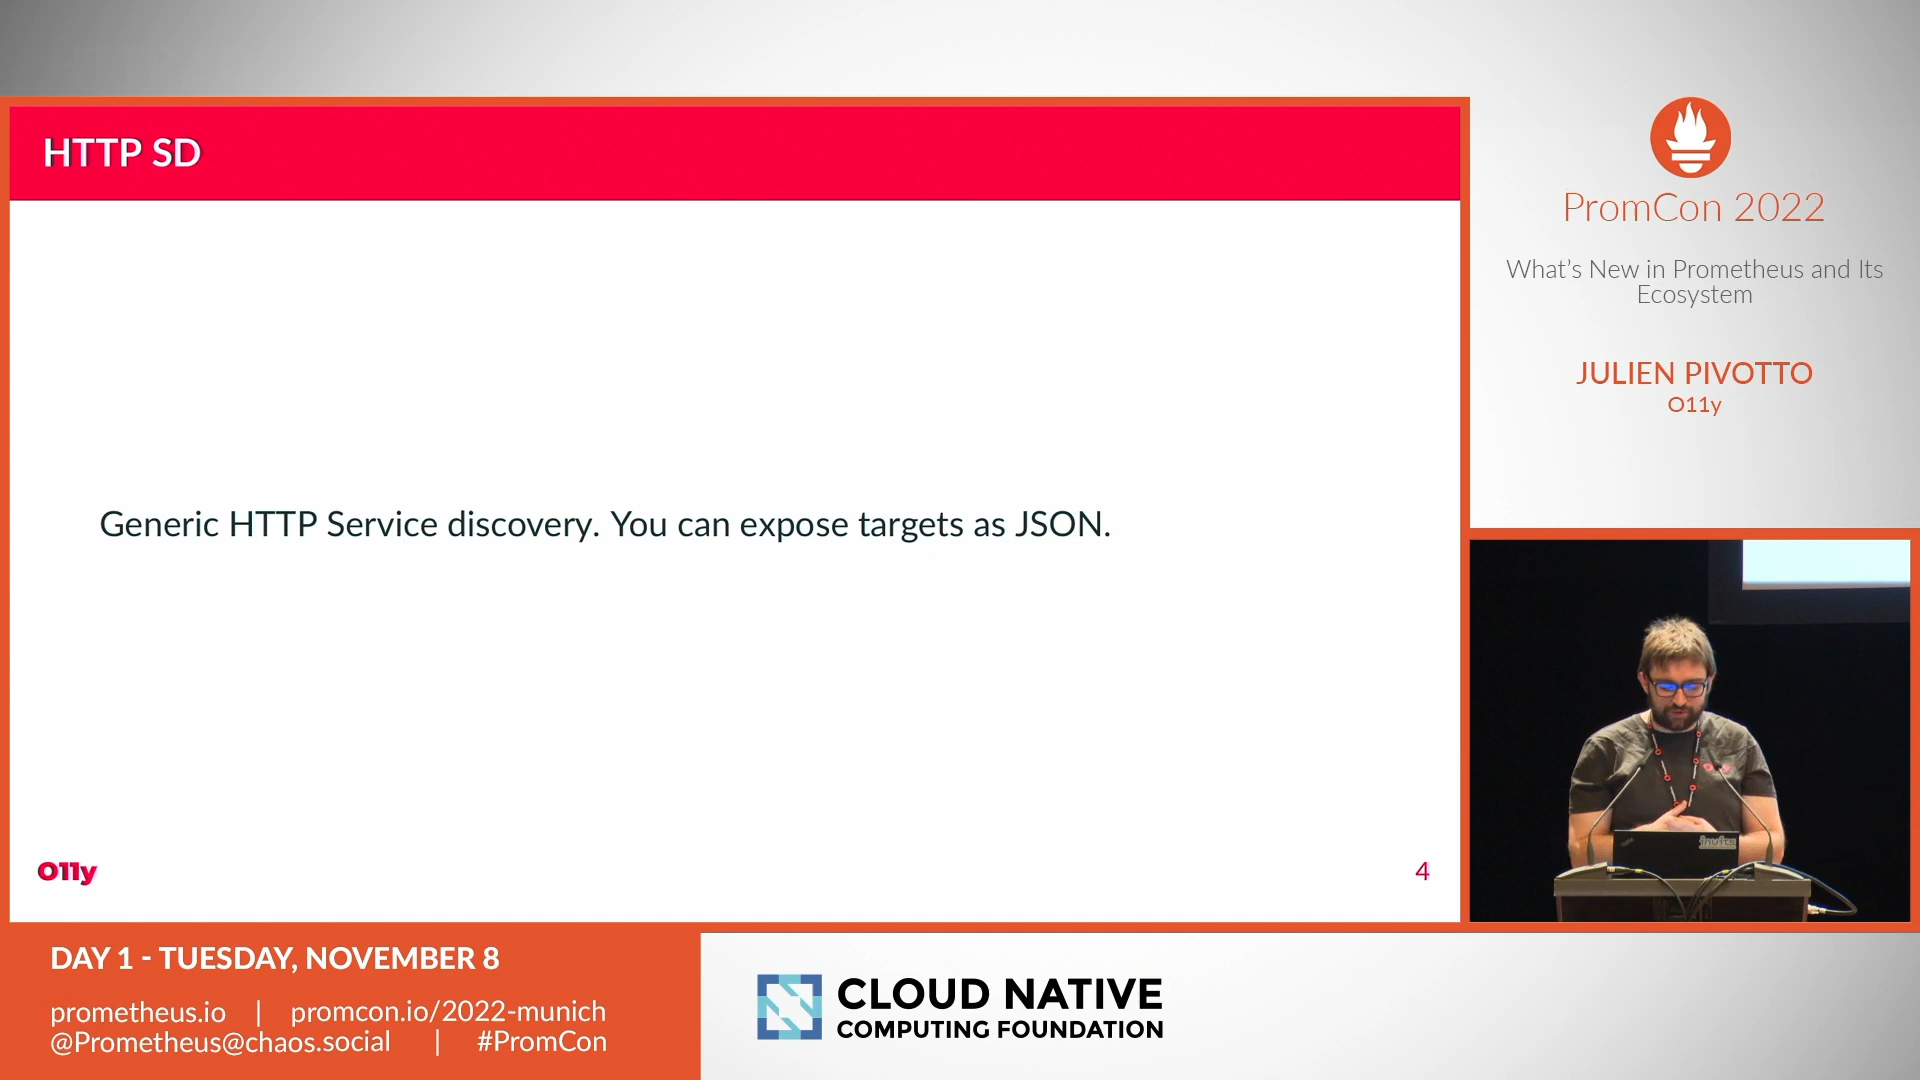 HTTP SD
Generic HTTP Service discovery. You can expose targets as JSON.
O11y
4
PromCon 2022
What's New in Prometheus and Its
Ecosystem
JULIEN PIVOTTO
O11y
inuits
DAY 1 - TUESDAY, NOVEMBER 8
prometheus.io | promcon.io/2022-munich
@Prometheus@chaos.social | #PromCon
CLOUD NATIVE
COMPUTING FOUNDATION